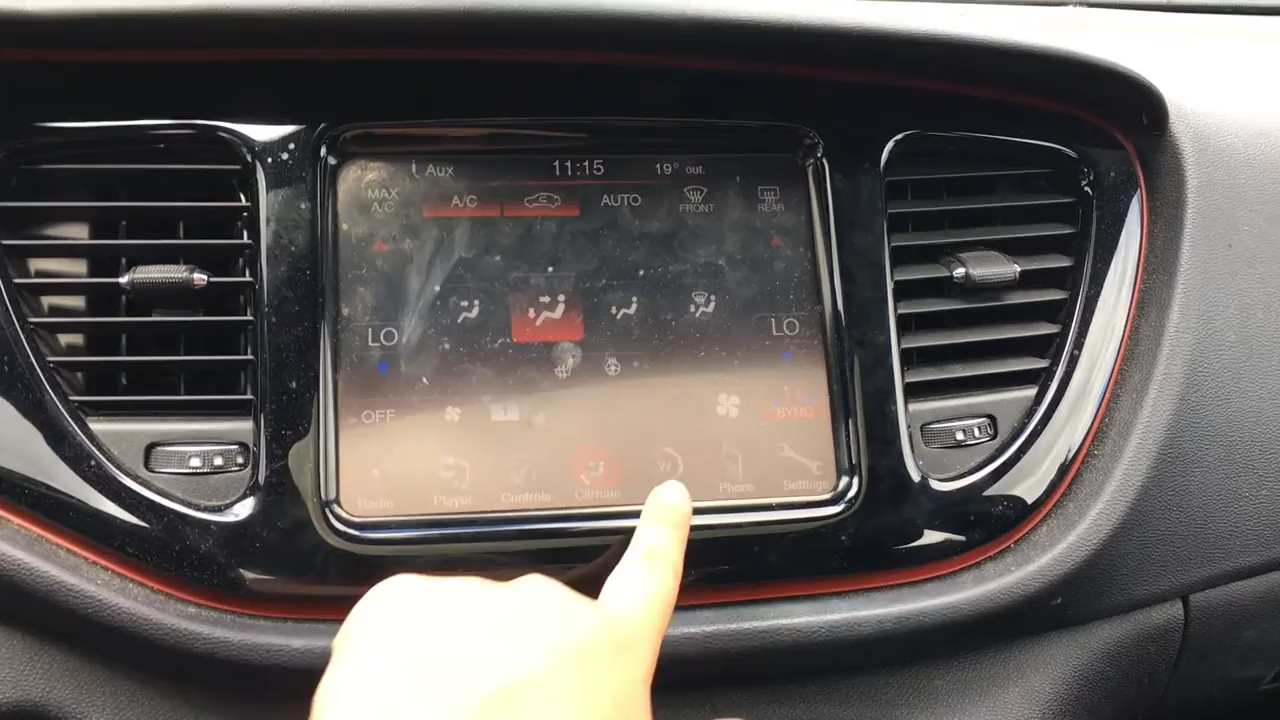 Aux 11:15 19° out.
MAX A/C A/C AUTO FRONT REAR
LO LO
OFF 1 SYNC
W
Radio Player Controls Climate Phone Settings